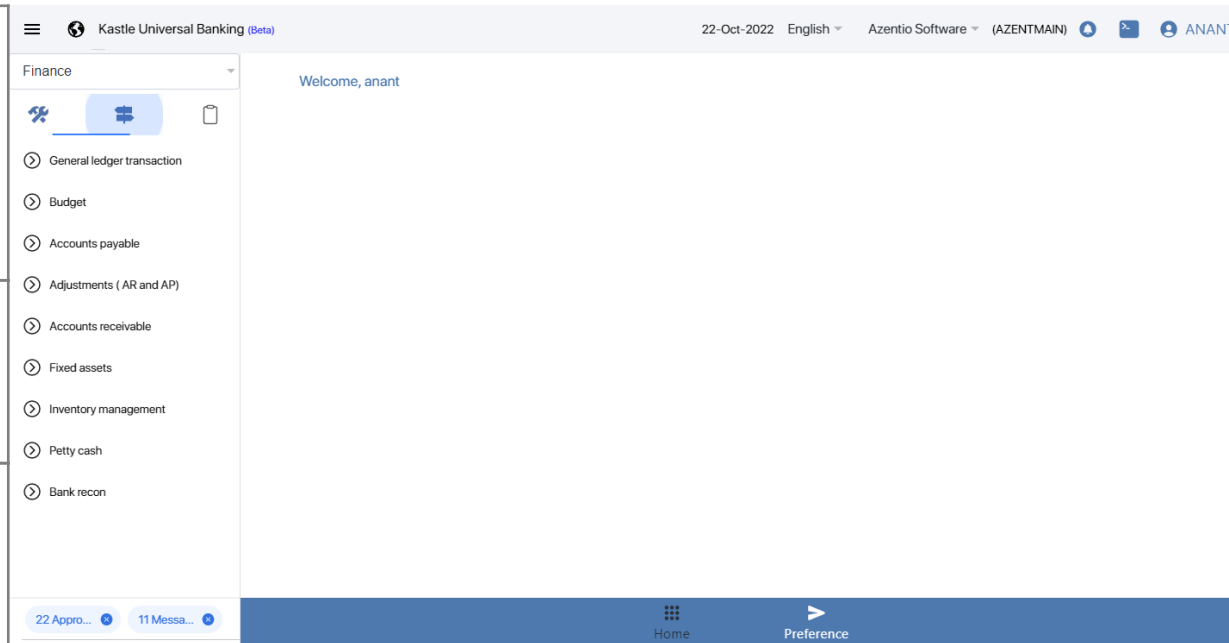 Kastle Universal Banking (Beta)
22-Oct-2022 English Azentio Software (AZENTMAIN) ANANT
Finance
Welcome, anant
General ledger transaction
Budget
Accounts payable
Adjustments ( AR and AP)
Accounts receivable
Fixed assets
Inventory management
Petty cash
Bank recon
22 Appro... 11 Messa...
Home Preference